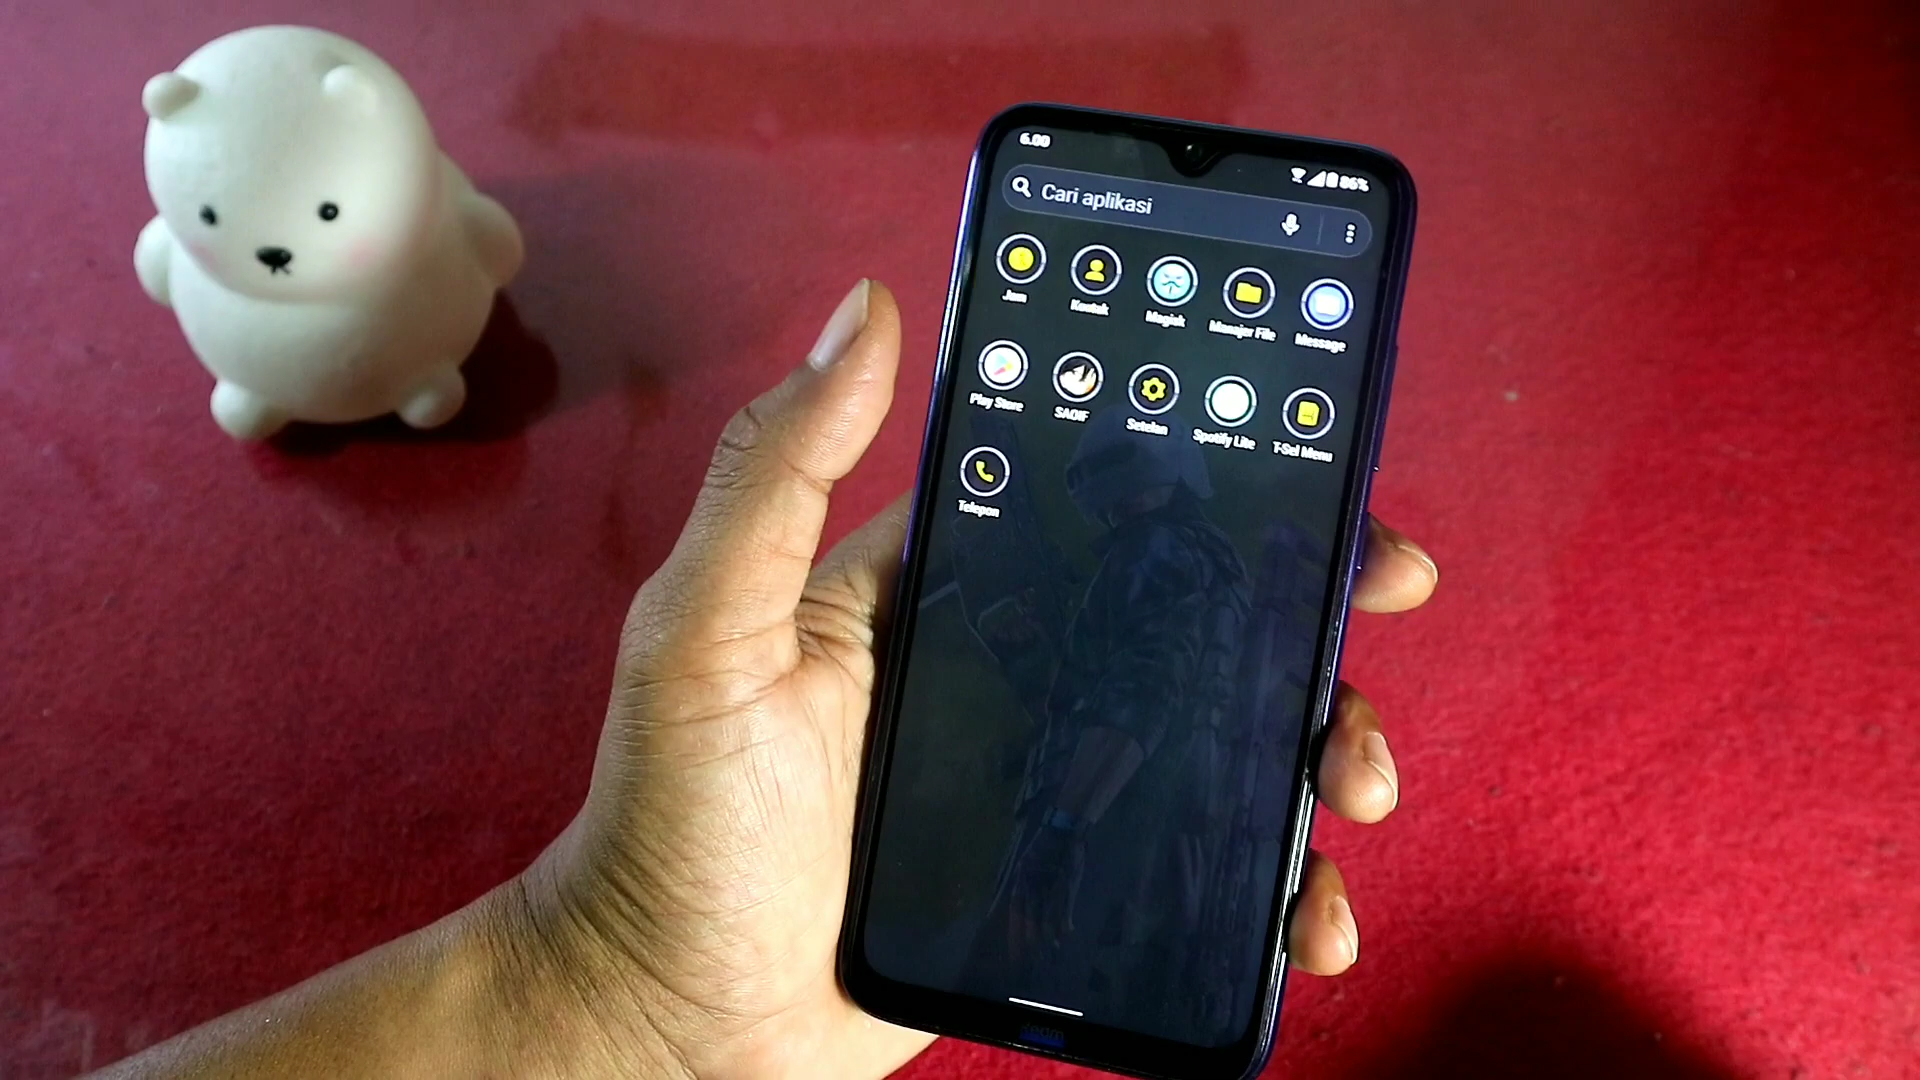 6.00
86%
Cari aplikasi
Jam
Kontak
Magisk
Manajer File
Message
Play Store
SAOIF
Setelan
Spotify Lite
T-Sel Menu
Telepon